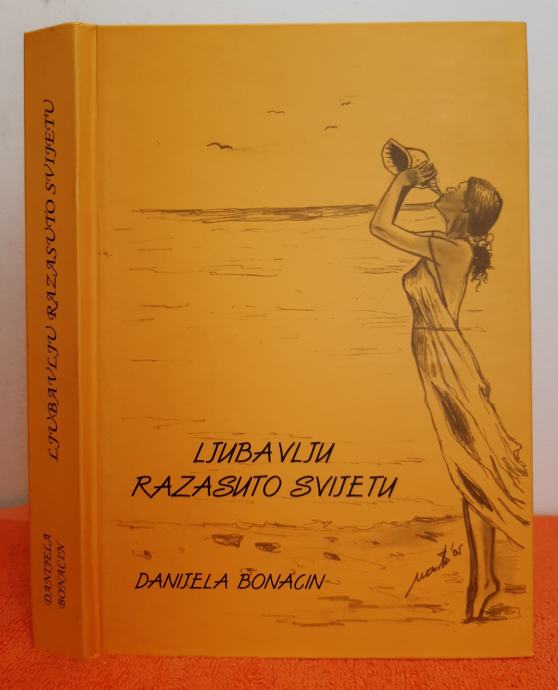 LJUBAVLJU RAZASUTO SVIJETU
DANIJELA
BONACIN
LJUBAVLJU
RAZASUTO SVIJETU
DANIJELA BONACIN